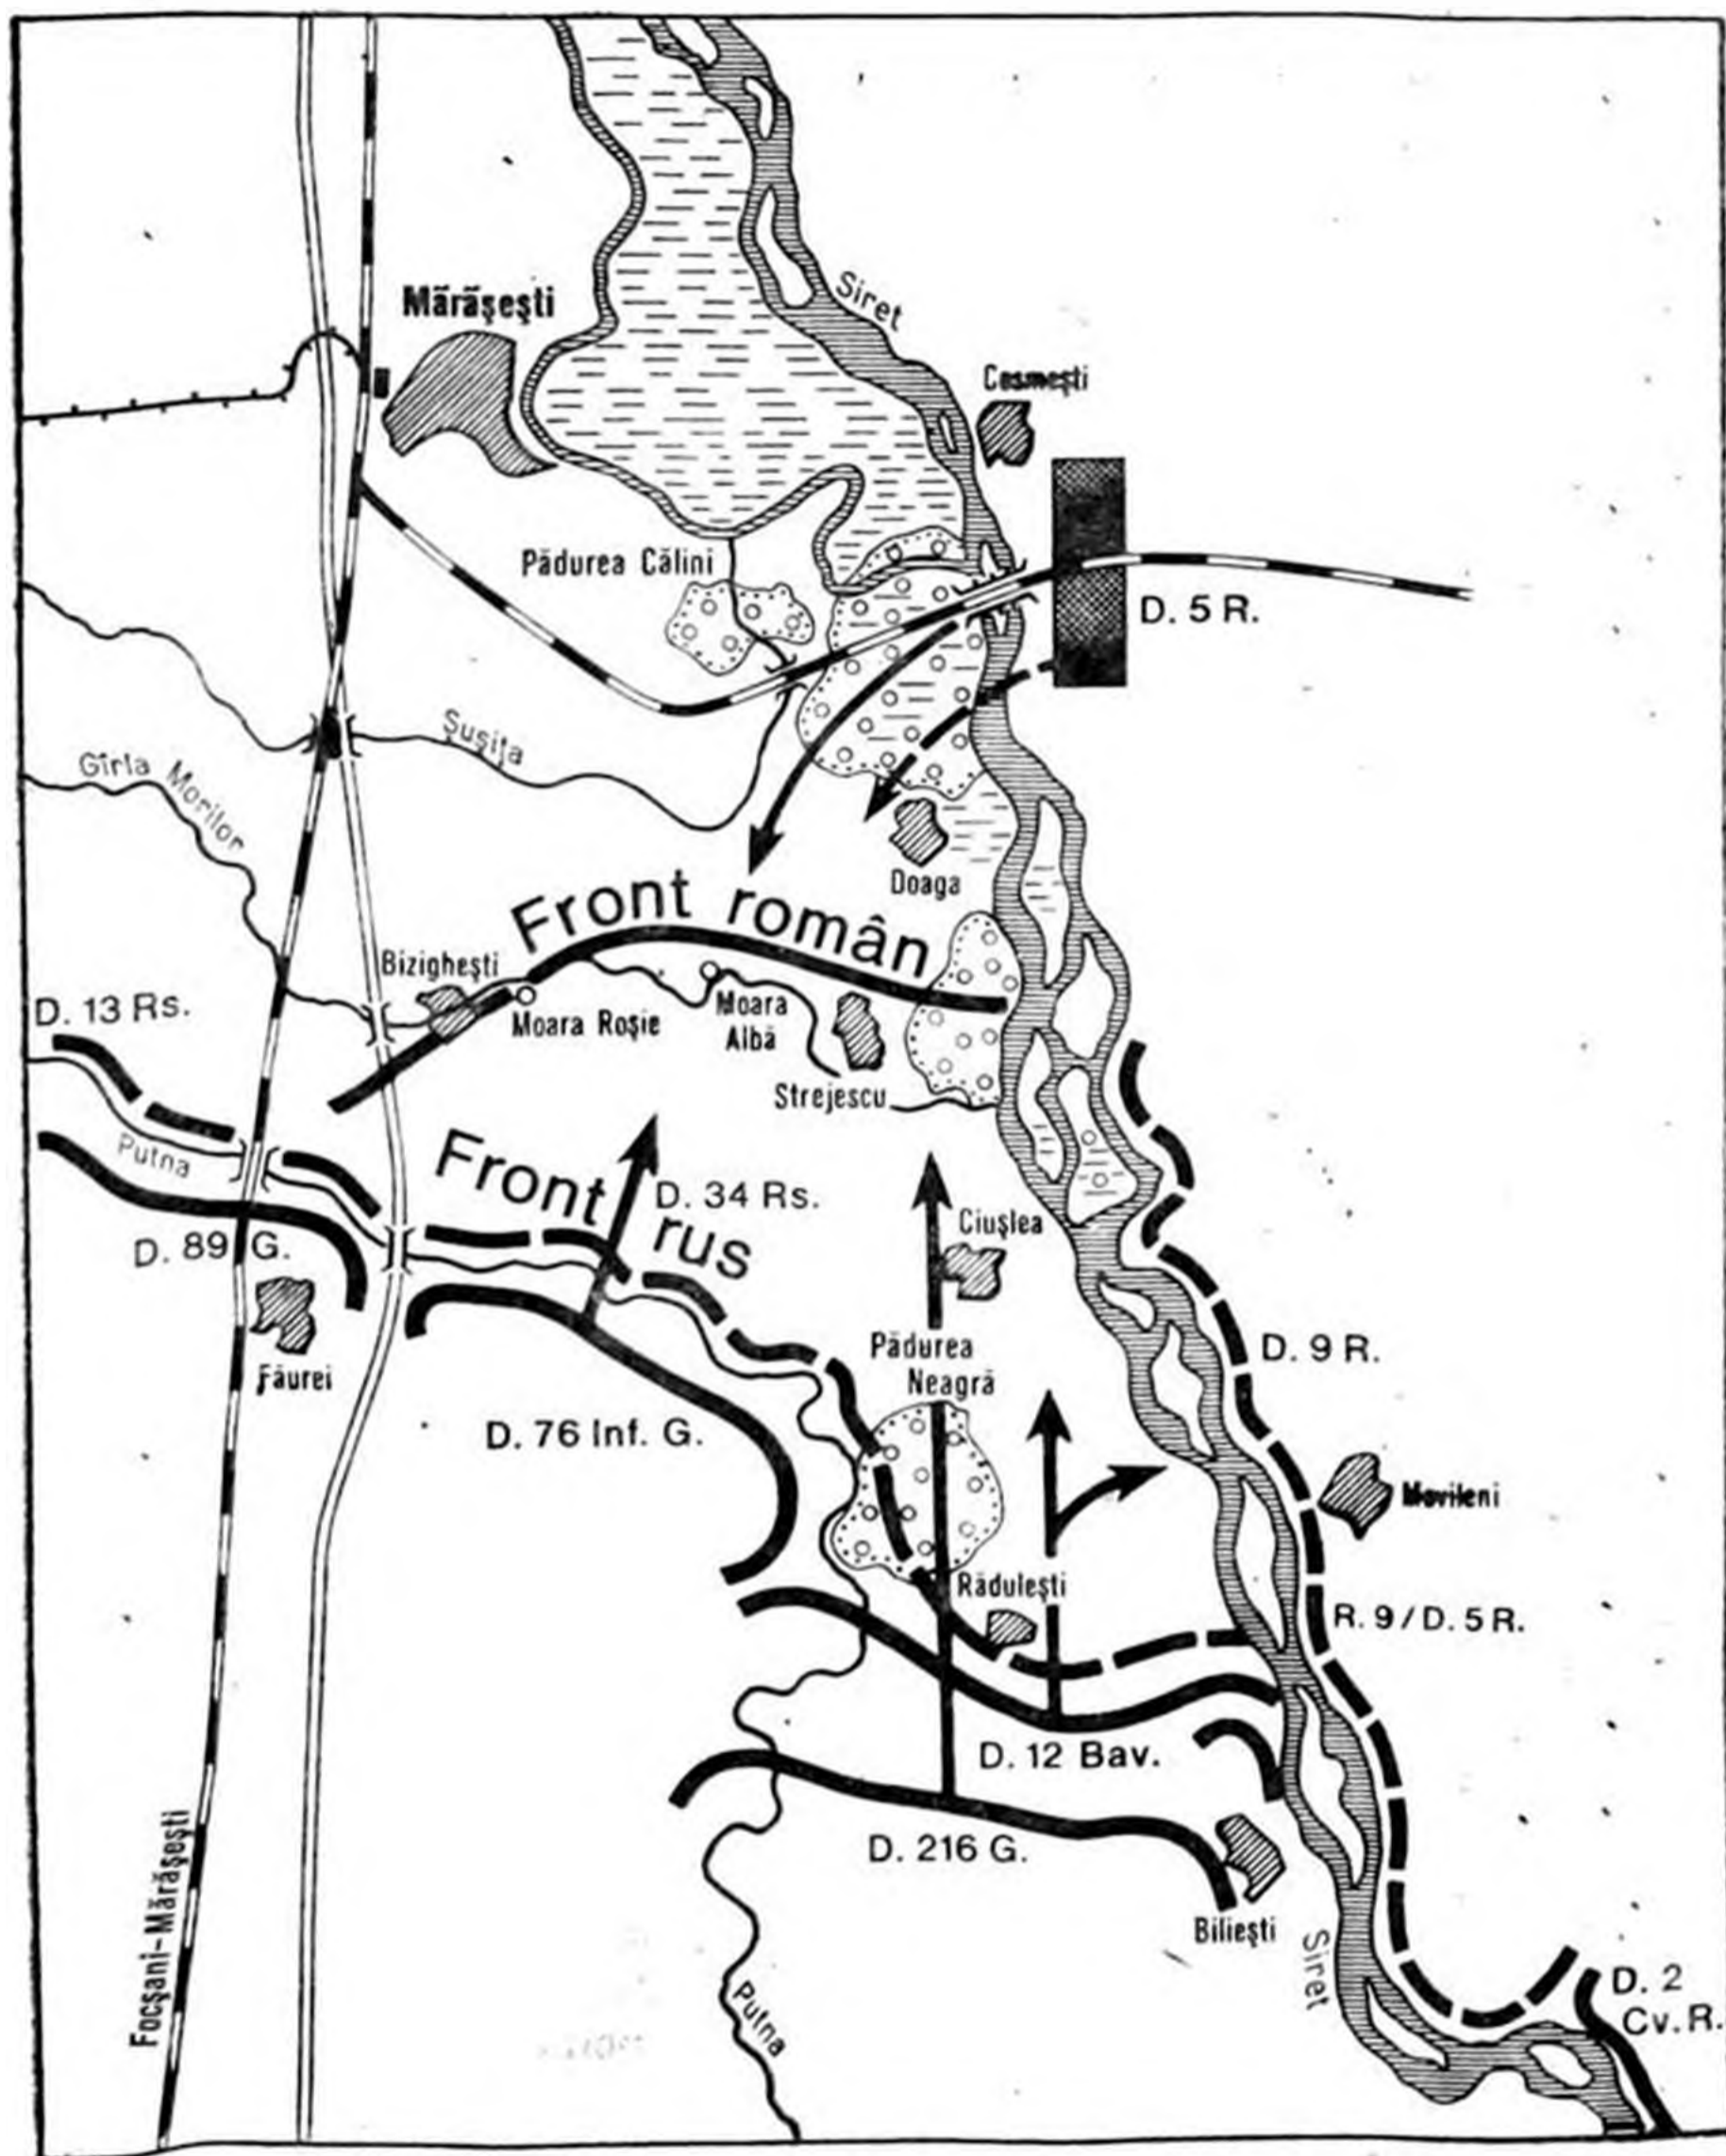 Siret
Mărăşeşti
Cosmeşti
Pădurea Călini
D. 5 R.
Şuşiţa
Gîrla Morilor
Doaga
Front român
Bizigheşti
D. 13 Rs.
Moara Roşie
Moara
Albă
Strejescu
Putna
Front rus
D. 34 Rs.
Ciuşlea
D. 89 G.
Făurei
Pădurea
Neagră
D. 9 R.
D. 76 Inf. G.
Movileni
Răduleşti
R. 9 / D. 5 R.
D. 12 Bav.
D. 216 G.
Focşani-Mărăşeşti
Bilieşti
Siret
Putna
D. 2
Cv. R.